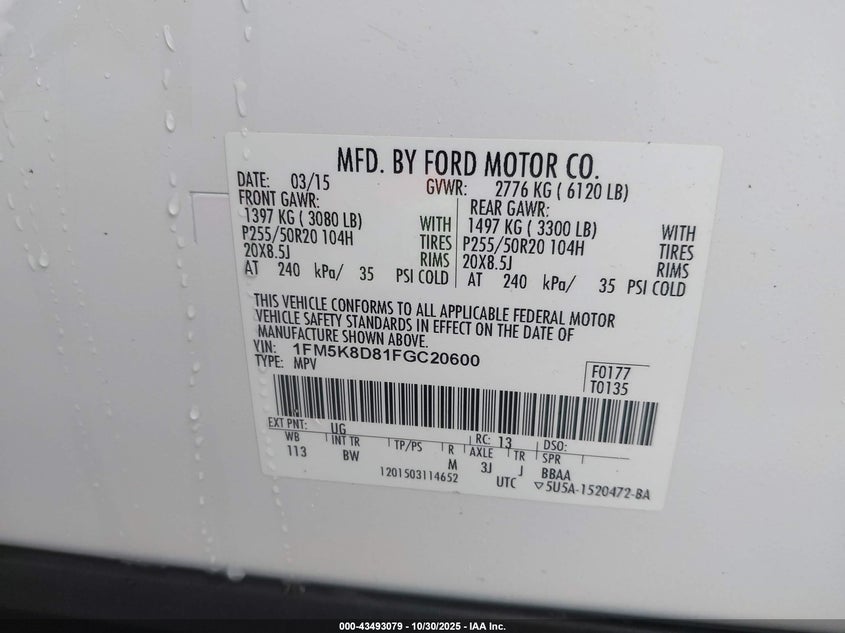 MFD. BY FORD MOTOR CO.
DATE: 03/15 GVWR: 2776 KG ( 6120 LB)
FRONT GAWR: REAR GAWR:
1397 KG ( 3080 LB) WITH 1497 KG ( 3300 LB) WITH
P255/50R20 104H TIRES P255/50R20 104H TIRES
20X8.5J RIMS 20X8.5J RIMS
AT 240 kPa/ 35 PSI COLD AT 240 kPa/ 35 PSI COLD
THIS VEHICLE CONFORMS TO ALL APPLICABLE FEDERAL MOTOR
VEHICLE SAFETY STANDARDS IN EFFECT ON THE DATE OF
MANUFACTURE SHOWN ABOVE.
VIN: 1FM5K8D81FGC20600
TYPE: MPV
F0177
T0135
EXT PNT: UG RC: 13 DSO:
WB INT TR TP/PS R AXLE TR SPR
113 BW M 3J J BBAA
1201503114652 UTC ▽5U5A-1520472-BA
000-43493079 - 10/30/2025 - IAA Inc.